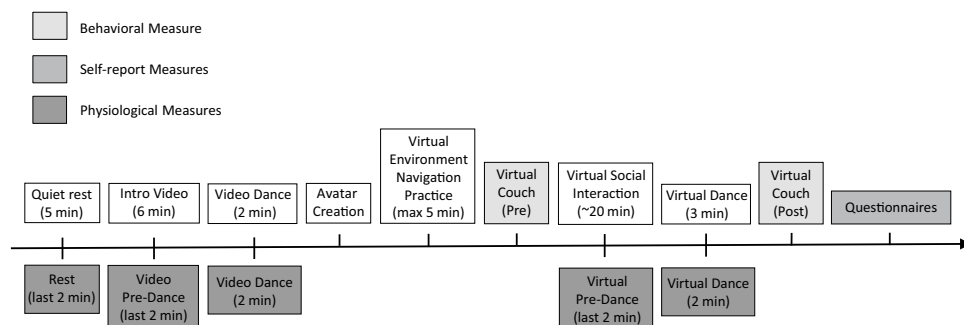 Behavioral Measure
Self-report Measures
Physiological Measures
Quiet rest
(5 min)
Intro Video
(6 min)
Video Dance
(2 min)
Avatar
Creation
Virtual
Environment
Navigation
Practice
(max 5 min)
Virtual
Couch
(Pre)
Virtual Social
Interaction
(~20 min)
Virtual Dance
(3 min)
Virtual
Couch
(Post)
Questionnaires
Rest
(last 2 min)
Video
Pre-Dance
(last 2 min)
Video Dance
(2 min)
Virtual
Pre-Dance
(last 2 min)
Virtual Dance
(2 min)